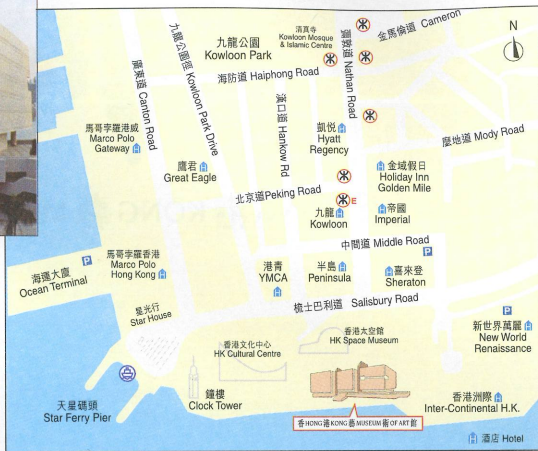 九龍公園
Kowloon Park
清真寺
Kowloon Mosque
& Islamic Centre
金馬倫道 Cameron
N
廣東道 Canton Road
九龍公園徑 Kowloon Park Drive
海防道 Haiphong Road
漢口道 Hankow Rd
彌敦道 Nathan Road
馬哥孛羅港威
Marco Polo
Gateway
鷹君
Great Eagle
凱悦
Hyatt
Regency
麼地道 Mody Road
金域假日
Holiday Inn
Golden Mile
北京道Peking Road
E
九龍
Kowloon
帝國
Imperial
中間道 Middle Road
P
海運大廈
Ocean Terminal
P
馬哥孛羅香港
Marco Polo
Hong Kong
港青
YMCA
半島
Peninsula
喜來登
Sheraton
星光行
Star House
梳士巴利道 Salisbury Road
P
香港文化中心
HK Cultural Centre
香港太空館
HK Space Museum
新世界萬麗
New World
Renaissance
天星碼頭
Star Ferry Pier
鐘樓
Clock Tower
香港洲際
Inter-Continental H.K.
香HONG港KONG藝MUSEUM術OF ART館
酒店 Hotel